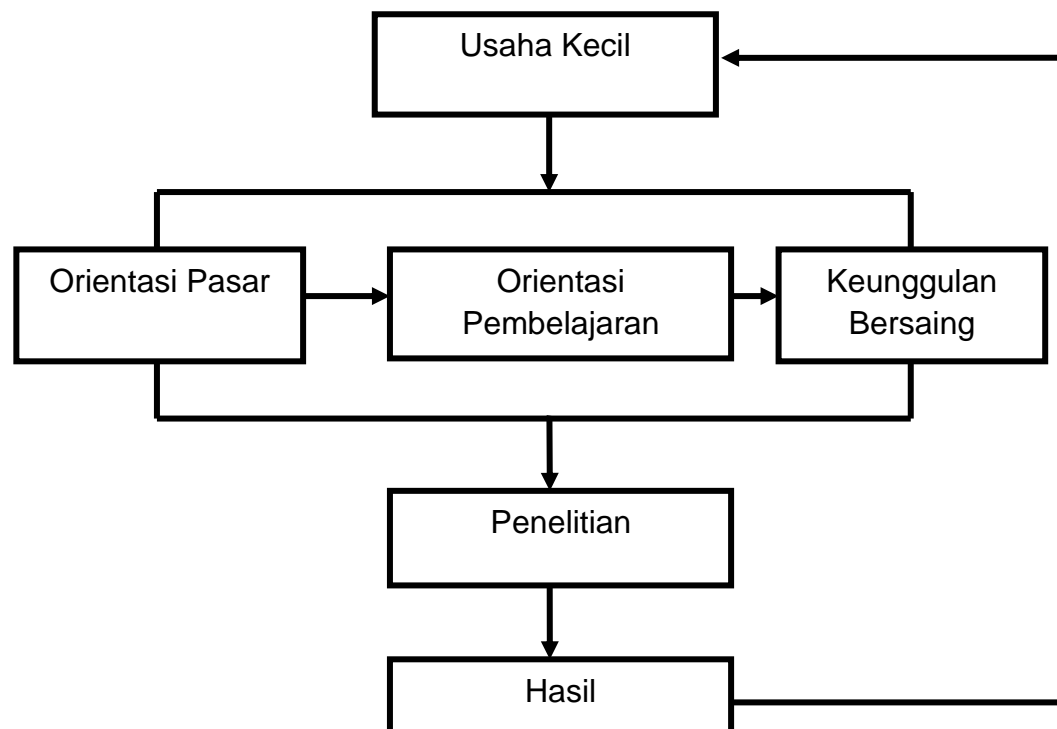 Usaha Kecil
Orientasi Pasar
Orientasi
Pembelajaran
Keunggulan
Bersaing
Penelitian
Hasil